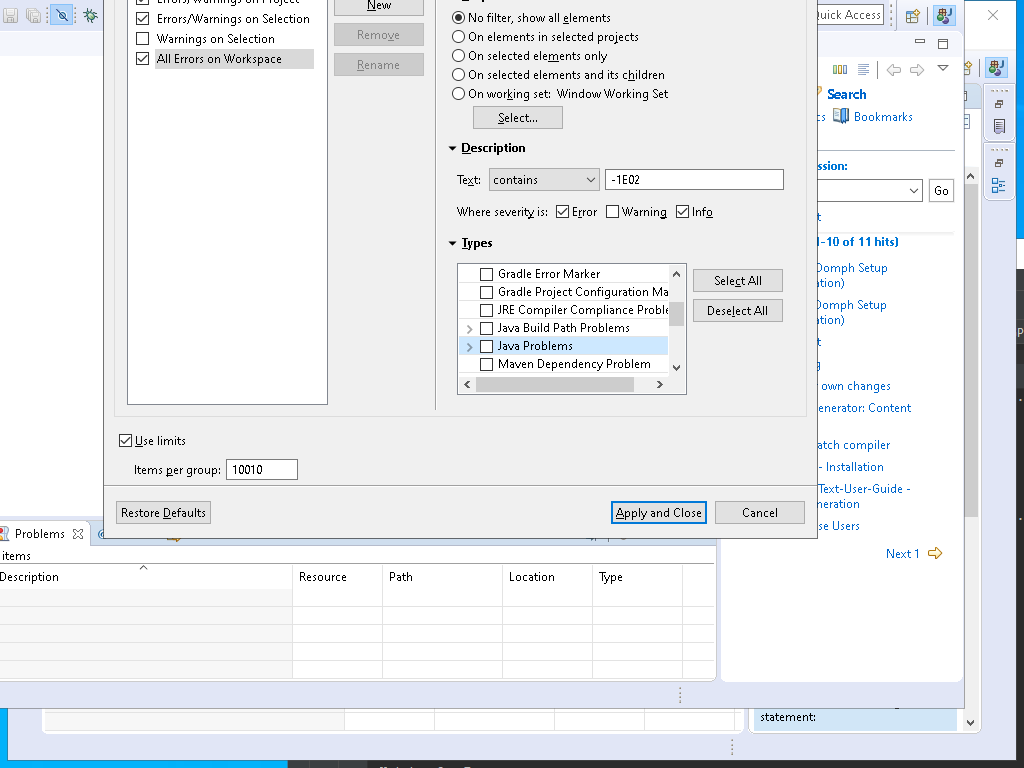 Errors/Warnings on Project
Errors/Warnings on Selection
Warnings on Selection
All Errors on Workspace
New
Remove
Rename
No filter, show all elements
On elements in selected projects
On selected elements only
On selected elements and its children
On working set: Window Working Set
Select...
Description
Text: contains -1E02
Where severity is: Error Warning Info
Types
Gradle Error Marker
Gradle Project Configuration Ma
JRE Compiler Compliance Proble
Java Build Path Problems
Java Problems
Maven Dependency Problem
Select All
Deselect All
Use limits
Items per group: 10010
Restore Defaults
Apply and Close
Cancel
Quick Access
Search
cs
Bookmarks
ssion:
Go
1-10 of 11 hits)
Domph Setup
tion)
Domph Setup
ation)
own changes
enerator: Content
atch compiler
- Installation
Text-User-Guide -
neration
se Users
Next 1
Problems
items
Description
Resource
Path
Location
Type
statement: